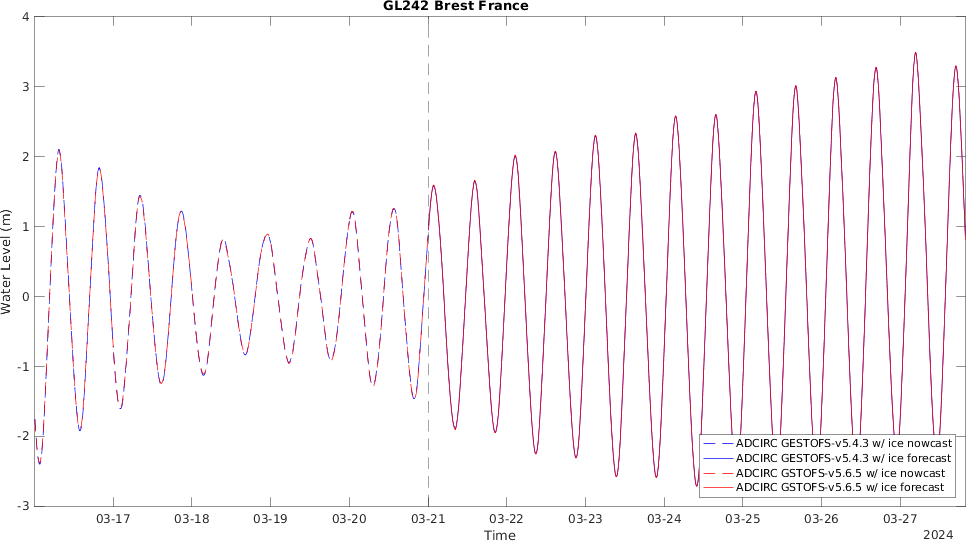 GL242 Brest France
4
3
2
1
0
-1
-2
-3
Water Level (m)
03-17
03-18
03-19
03-20
03-21
03-22
03-23
03-24
03-25
03-26
03-27
Time
2024
ADCIRC GESTOFS-v5.4.3 w/ ice nowcast
ADCIRC GESTOFS-v5.4.3 w/ ice forecast
ADCIRC GSTOFS-v5.6.5 w/ ice nowcast
ADCIRC GSTOFS-v5.6.5 w/ ice forecast